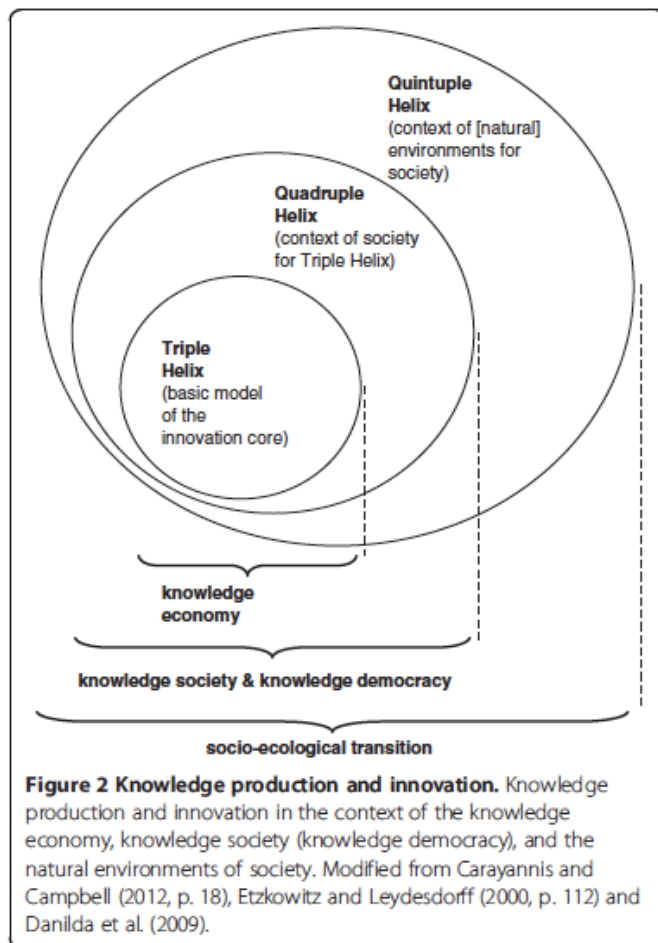 Quintuple
Helix
(context of [natural]
environments for
society)
Quadruple
Helix
(context of society
for Triple Helix)
Triple
Helix
(basic model
of the
innovation core)
knowledge
economy
knowledge society & knowledge democracy
socio-ecological transition
Figure 2 Knowledge production and innovation. Knowledge
production and innovation in the context of the knowledge
economy, knowledge society (knowledge democracy), and the
natural environments of society. Modified from Carayannis and
Campbell (2012, p. 18), Etzkowitz and Leydesdorff (2000, p. 112) and
Danilda et al. (2009).